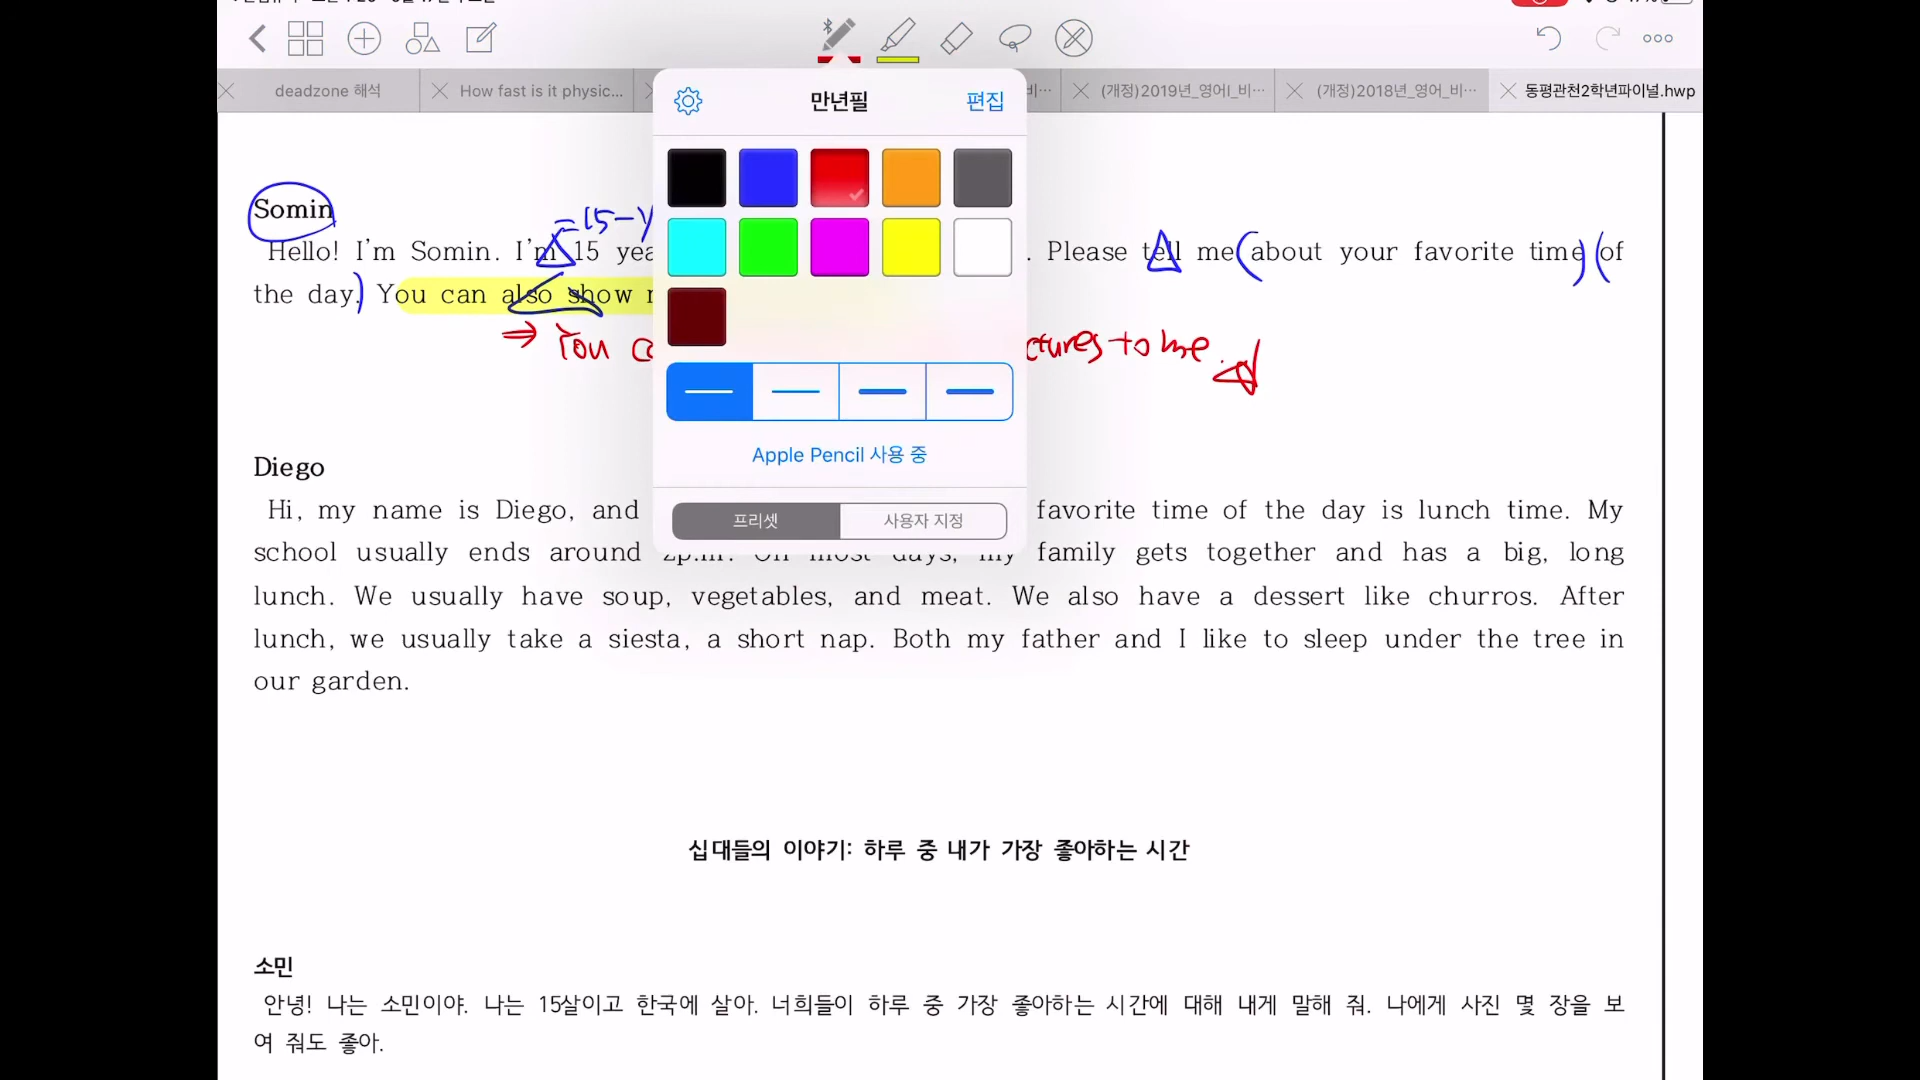 deadzone 해석
How fast is it physic...
비...
(개정)2019년_영어I_비...
(개정)2018년_영어_비...
동평관천2학년파이널.hwp
만년필
편집
Somin
=15-y
Hello! I'm Somin. I'm 15 yea
. Please tell me about your favorite time of
the day. You can also show
⇒ You c
ctures to me
Apple Pencil 사용 중
프리셋
사용자 지정
Diego
Hi, my name is Diego, and
favorite time of the day is lunch time. My
school usually ends around 2p.m. On most days, my family gets together and has a big, long
lunch. We usually have soup, vegetables, and meat. We also have a dessert like churros. After
lunch, we usually take a siesta, a short nap. Both my father and I like to sleep under the tree in
our garden.
십대들의 이야기: 하루 중 내가 가장 좋아하는 시간
소민
안녕! 나는 소민이야. 나는 15살이고 한국에 살아. 너희들이 하루 중 가장 좋아하는 시간에 대해 내게 말해 줘. 나에게 사진 몇 장을 보
여 줘도 좋아.